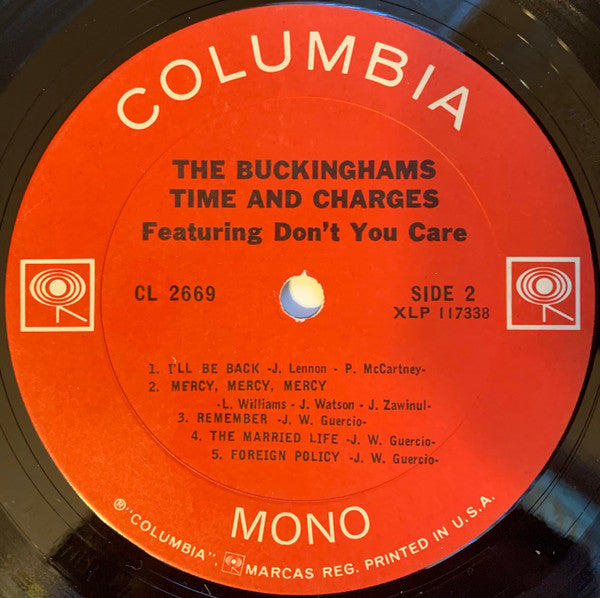 COLUMBIA
THE BUCKINGHAMS
TIME AND CHARGES
Featuring Don't You Care
CL 2669
SIDE 2
XLP 117338
1. I'LL BE BACK -J. Lennon - P. McCartney-
2. MERCY, MERCY, MERCY
-L. Williams - J. Watson - J. Zawinul-
3. REMEMBER -J. W. Guercio-
4. THE MARRIED LIFE -J. W. Guercio-
5. FOREIGN POLICY -J. W. Guercio-
MONO
®"COLUMBIA", MARCAS REG. PRINTED IN U.S.A.